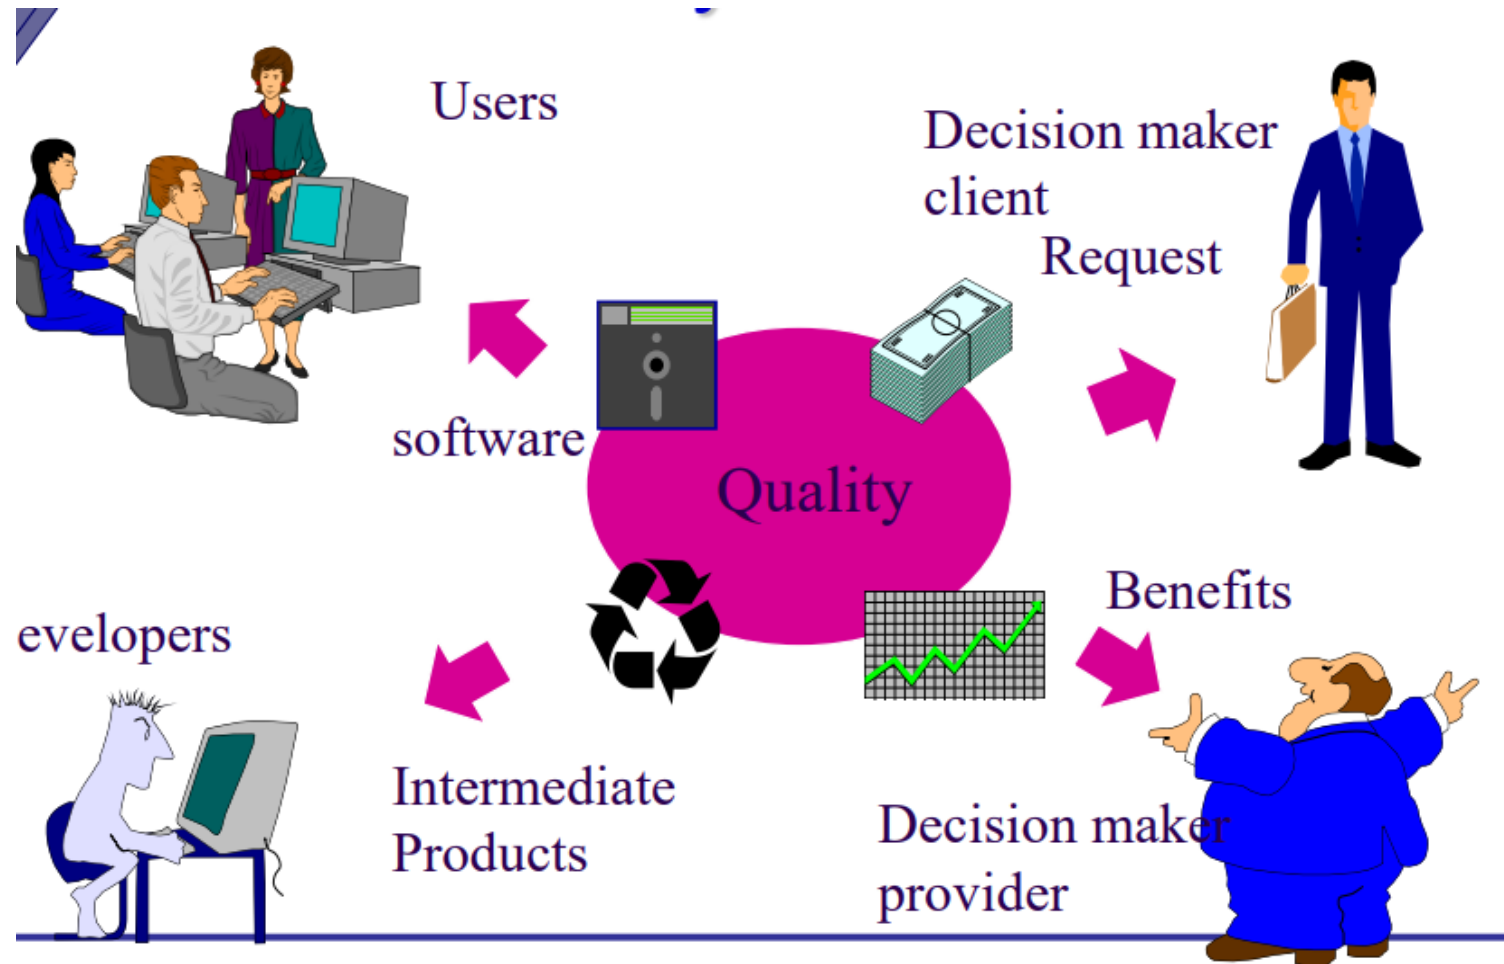 Users
Decision maker
client
Request
software
Quality
Benefits
evelopers
Intermediate
Products
Decision maker
provider